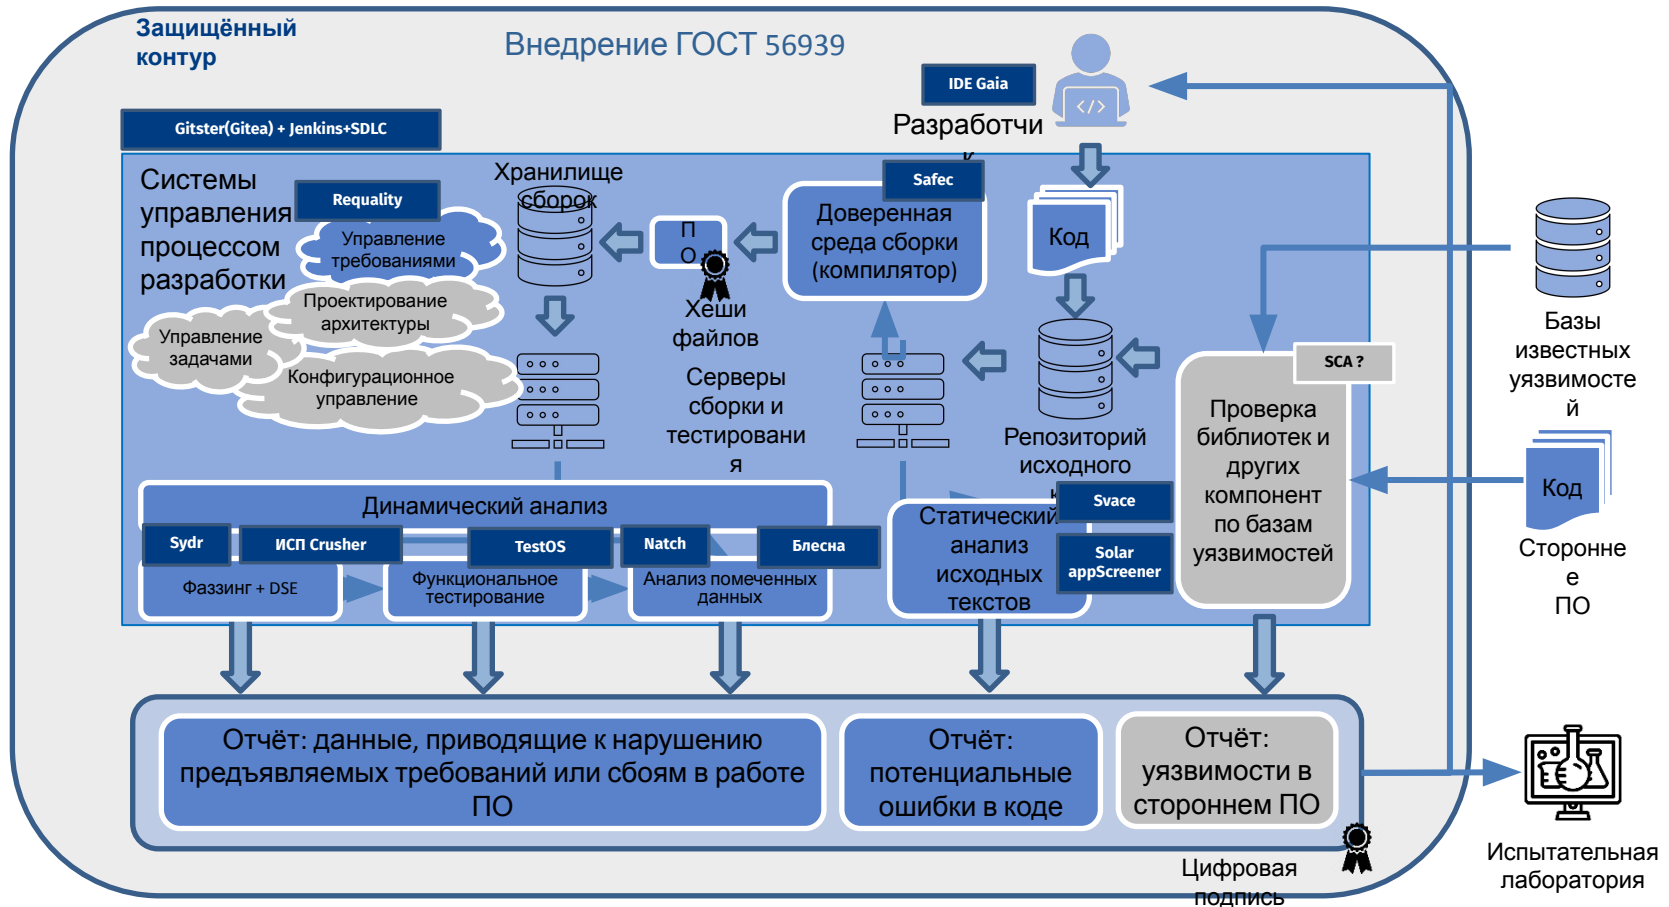 Защищённый
контур
Внедрение ГОСТ 56939
IDE Gaia
Разработчи
к
Gitster(Gitea) + Jenkins+SDLC
Системы
управления
процессом
разработки
Requality
Управление
требованиями
Проектирование
архитектуры
Управление
задачами
Конфигурационное
управление
Хранилище
сборок
П
О
Хеши
файлов
Safec
Доверенная
среда сборки
(компилятор)
Код
Серверы
сборки и
тестировани
я
Репозиторий
исходного
к
SCA ?
Проверка
библиотек и
других
компонент
по базам
уязвимостей
Базы
известных
уязвимосте
й
Код
Сторонне
е
ПО
Динамический анализ
Sydr
ИСП Crusher
TestOS
Natch
Блесна
Фаззинг + DSE
Функциональное
тестирование
Анализ помеченных
данных
Svace
Solar
appScreener
Статический
анализ
исходных
текстов
Отчёт: данные, приводящие к нарушению
предъявляемых требований или сбоям в работе
ПО
Отчёт:
потенциальные
ошибки в коде
Отчёт:
уязвимости в
стороннем ПО
Цифровая
подпись
Испытательная
лаборатория